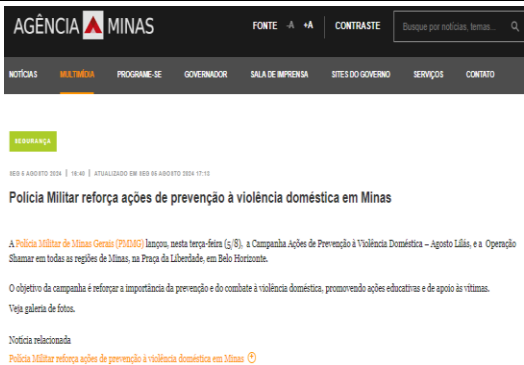 AGÊNCIA MINAS
FONTE -A +A CONTRASTE Busque por notícias, temas...
NOTÍCIAS MULTIMÍDIA PROGRAME-SE GOVERNADOR SALA DE IMPRENSA SITES DO GOVERNO SERVIÇOS CONTATO
SEGURANÇA
SEG 5 AGOSTO 2024 | 16:40 | ATUALIZADO EM SEG 05 AGOSTO 2024 17:13
Polícia Militar reforça ações de prevenção à violência doméstica em Minas
A Polícia Militar de Minas Gerais (PMMG) lançou, nesta terça-feira (5/8), a Campanha Ações de Prevenção à Violência Doméstica – Agosto Lilás, e a Operação
Shamar em todas as regiões de Minas, na Praça da Liberdade, em Belo Horizonte.
O objetivo da campanha é reforçar a importância da prevenção e do combate à violência doméstica, promovendo ações educativas e de apoio às vítimas.
Veja galeria de fotos.
Notícia relacionada
Polícia Militar reforça ações de prevenção à violência doméstica em Minas